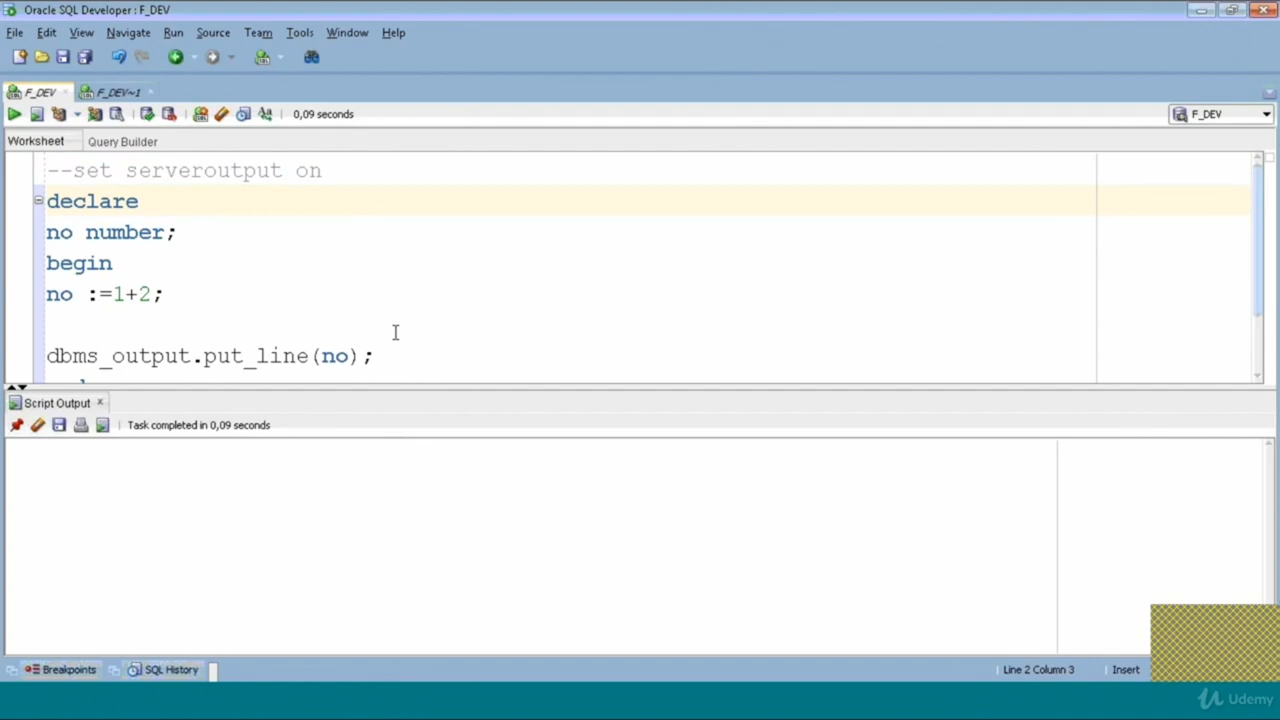 Oracle SQL Developer : F_DEV
File Edit View Navigate Run Source Team Tools Window Help
F_DEV F_DEV~1
0,09 seconds F_DEV
Worksheet Query Builder
--set serveroutput on
declare
no number;
begin
no :=1+2;
dbms_output.put_line(no);
Script Output
Task completed in 0,09 seconds
Breakpoints SQL History Line 2 Column 3 Insert
Udemy